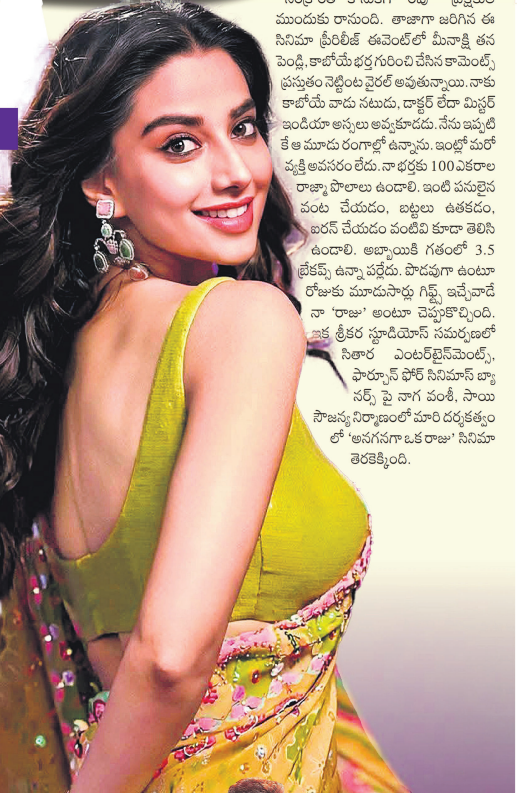 ముందుకు రానుంది. తాజాగా జరిగిన ఈ
సినిమా ప్రీరిలీజ్ ఈవెంట్‌లో మీనాక్షి తన
పెండ్లి, కాబోయే భర్త గురించి చేసిన కామెంట్స్
ప్రస్తుతం నెట్టింట వైరల్ అవుతున్నాయి. నాకు
కాబోయే వాడు నటుడు, డాక్టర్ లేదా మిస్టర్
ఇండియా అస్సలు అవ్వకూడదు. నేను ఇప్పటి
కే ఆ మూడు రంగాల్లో ఉన్నాను. ఇంట్లో మరో
వ్యక్తి అవసరం లేదు. నా భర్తకు 100 ఎకరాల
రాజ్మా పొలాలు ఉండాలి. ఇంటి పనులైన
వంట చేయడం, బట్టలు ఉతకడం,
ఐరన్ చేయడం వంటివి కూడా తెలిసి
ఉండాలి. అబ్బాయికి గతంలో 3.5
బ్రేకప్స్ ఉన్నా పర్లేదు. పొడవుగా ఉంటూ
రోజుకు మూడుసార్లు గిఫ్ట్స్ ఇచ్చేవాడే
నా ‘రాజు’ అంటూ చెప్పుకొచ్చింది.
ఇక శ్రీకర స్టూడియోస్ సమర్పణలో
సితార ఎంటర్‌టైన్‌మెంట్స్,
ఫార్చూన్ ఫోర్ సినిమాస్ బ్యా
నర్స్ పై నాగ వంశీ, సాయి
సౌజన్య నిర్మాణంలో మారి దర్శకత్వం
లో ‘అనగనగా ఒక రాజు’ సినిమా
తెరకెక్కింది.